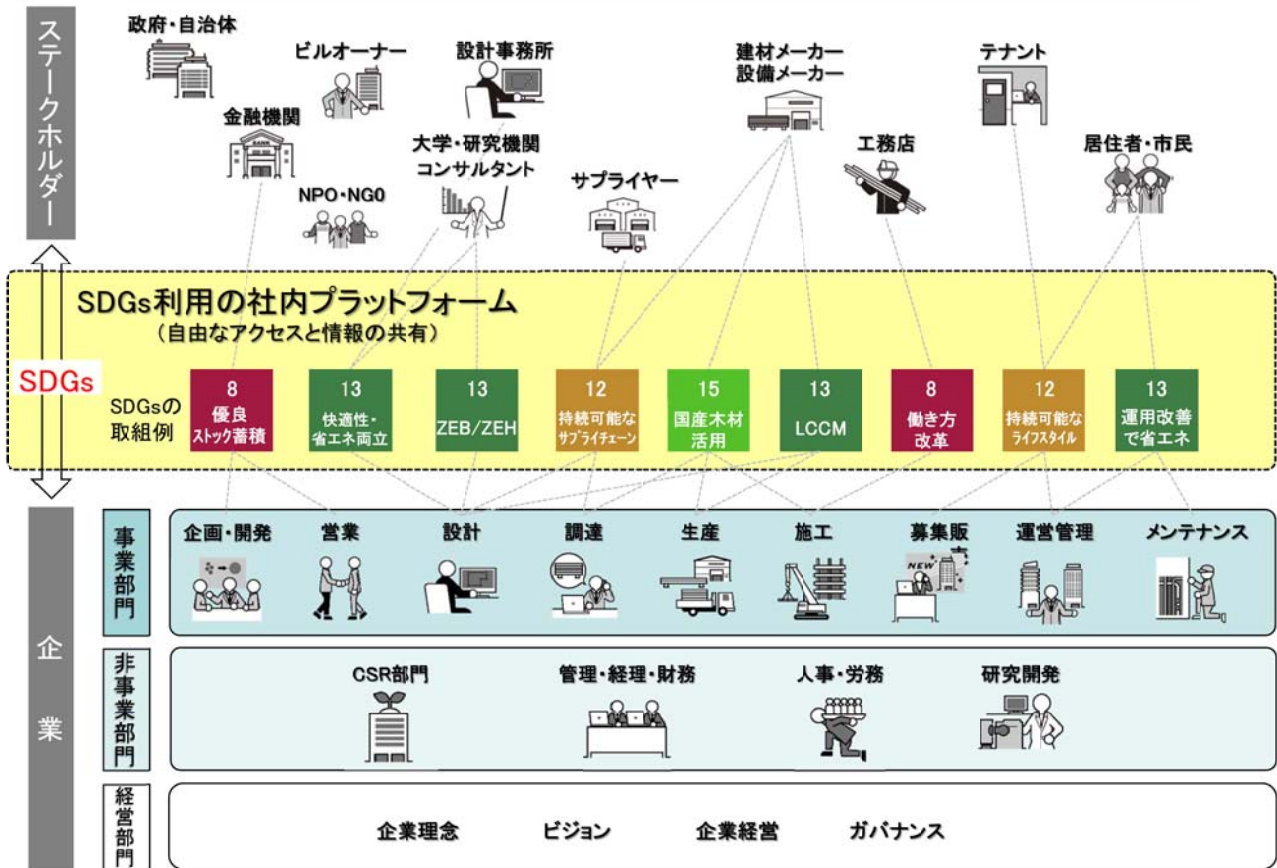 ステークホルダー
政府・自治体
ビルオーナー
設計事務所
建材メーカー
設備メーカー
テナント
金融機関
BANK
大学・研究機関
コンサルタント
工務店
居住者・市民
NPO・NGO
サプライヤー
SDGs利用の社内プラットフォーム
(自由なアクセスと情報の共有)
SDGs
SDGsの
取組例
8
優良
ストック蓄積
13
快適性・
省エネ両立
13
ZEB/ZEH
12
持続可能な
サプライチェーン
15
国産木材
活用
13
LCCM
8
働き方
改革
12
持続可能な
ライフスタイル
13
運用改善
で省エネ
企業
事業部門
企画・開発
営業
設計
調達
生産
施工
募集販
運営管理
メンテナンス
NEW
非事業部門
CSR部門
管理・経理・財務
人事・労務
研究開発
経営部門
企業理念
ビジョン
企業経営
ガバナンス